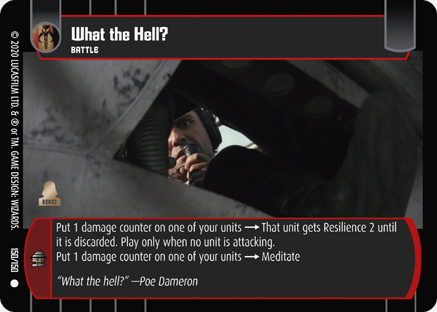 What the Hell?
BATTLE
© 2020 LUCASFILM LTD. & ® or TM. GAME DESIGN: WIZARDS.
150/150
IDC
Put 1 damage counter on one of your units → That unit gets Resilience 2 until
it is discarded. Play only when no unit is attacking.
Put 1 damage counter on one of your units → Meditate
"What the hell?" —Poe Dameron